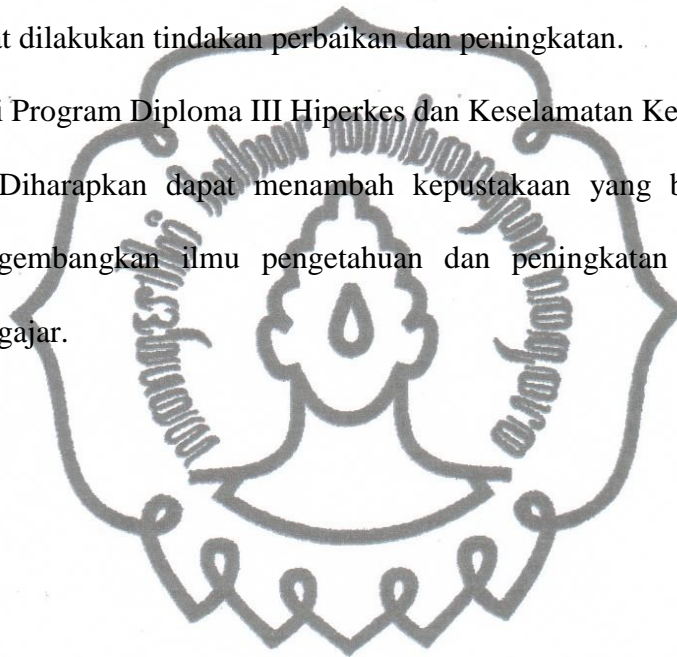 at dilakukan tindakan perbaikan dan peningkatan.
i Program Diploma III Hiperkes dan Keselamatan Ke
Diharapkan dapat menambah kepustakaan yang b
gembangkan ilmu pengetahuan dan peningkatan
gajar.